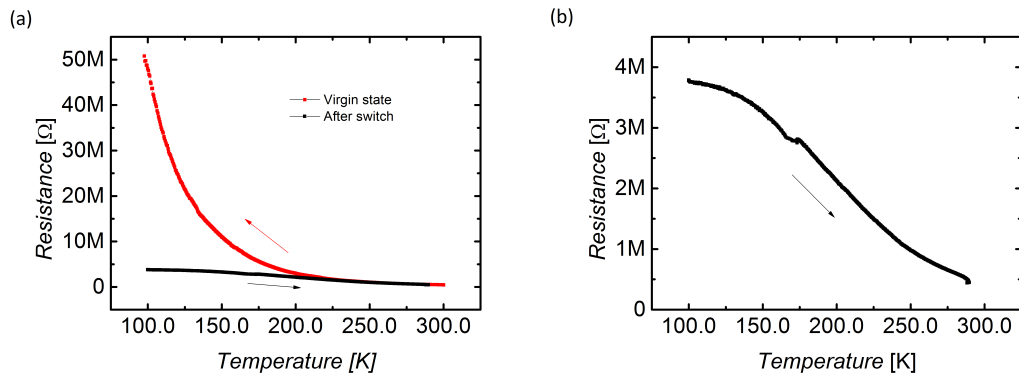 (a)
50M
40M
30M
20M
10M
0
100.0 150.0 200.0 250.0 300.0
Resistance [Ω]
Temperature [K]
Virgin state
After switch
(b)
4M
3M
2M
1M
0
100.0 150.0 200.0 250.0 300.0
Resistance [Ω]
Temperature [K]